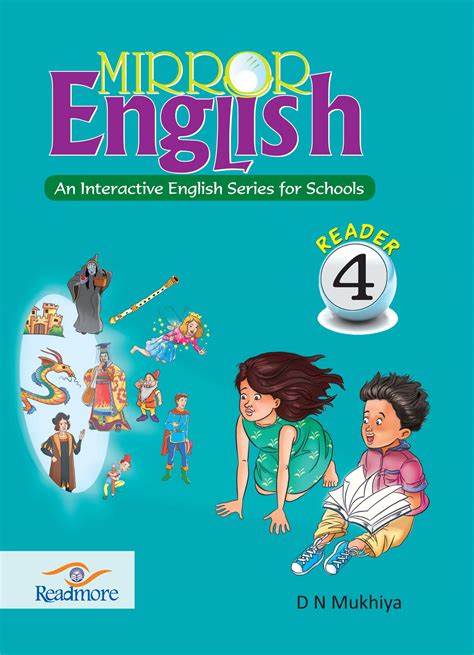 MIRROR
English
An Interactive English Series for Schools
READER
4
Readmore
D N Mukhiya